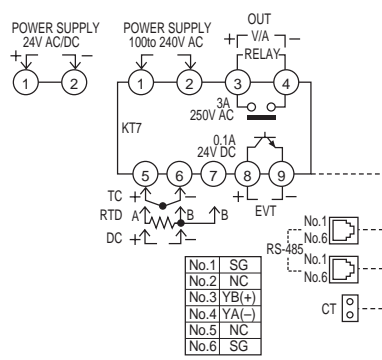 POWER SUPPLY
24V AC/DC
+ –
1 2
POWER SUPPLY
100to 240V AC
1 2
OUT
+ V/A –
RELAY
3 4
3A
250V AC
KT7
0.1A
24V DC
5 6 7 8 9
TC + –
+ EVT –
RTD A B B
DC + –
RS-485
No.1
No.6
No.1
No.6
CT
No.1 SG
No.2 NC
No.3 YB(+)
No.4 YA(–)
No.5 NC
No.6 SG